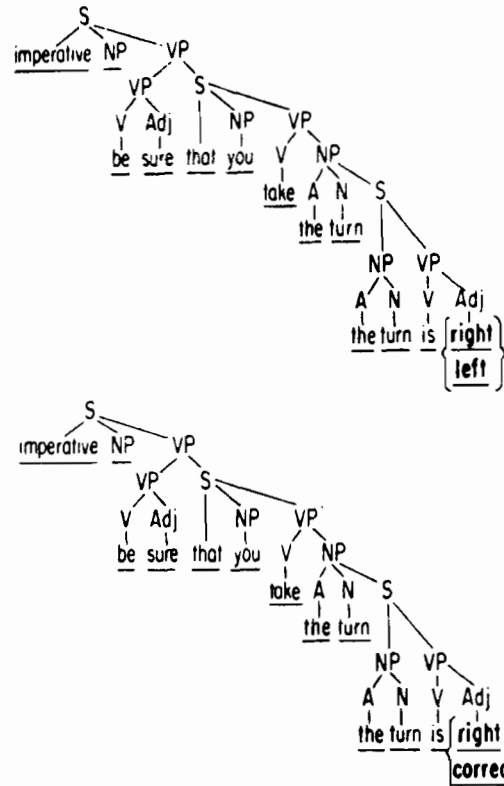 S
imperative NP VP
VP S
V Adj NP VP
be sure that you V NP
take A N S
the turn
NP VP
A N V Adj
the turn is right
left
S
imperative NP VP
VP S
V Adj NP VP
be sure that you V NP
take A N S
the turn
NP VP
A N V Adj
the turn is right